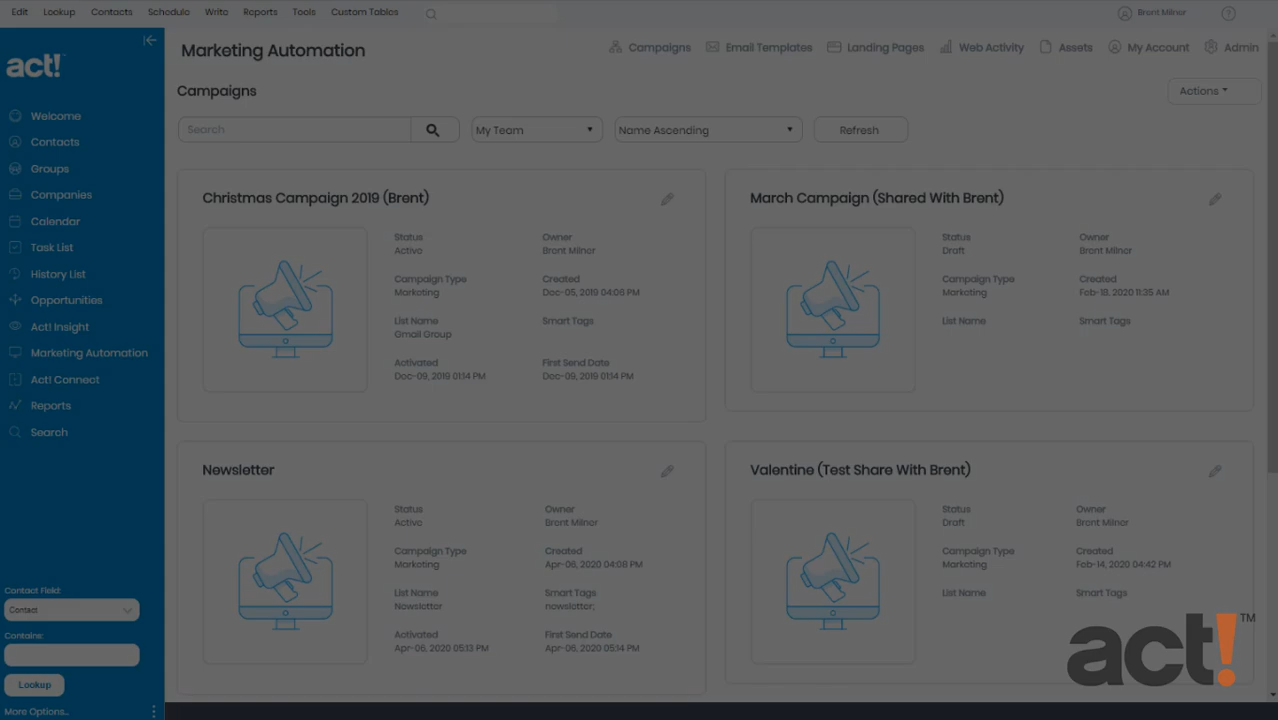 Edit Lookup Contacts Schedule Write Reports Tools Custom Tables Brent Milner ?
act!
Welcome
Contacts
Groups
Companies
Calendar
Task List
History List
Opportunities
Act! Insight
Marketing Automation
Act! Connect
Reports
Search
Contact Field:
Contact
Contains:
Lookup
More Options...
Marketing Automation
Campaigns Email Templates Landing Pages Web Activity Assets My Account Admin
Campaigns
Actions
Search My Team Name Ascending Refresh
Christmas Campaign 2019 (Brent)
Status Owner
Active Brent Milner
Campaign Type Created
Marketing Dec-05, 2019 04:06 PM
List Name Smart Tags
Gmail Group
Activated First Send Date
Dec-09, 2019 01:14 PM Dec-09, 2019 01:14 PM
March Campaign (Shared With Brent)
Status Owner
Draft Brent Milner
Campaign Type Created
Marketing Feb-18, 2020 11:35 AM
List Name Smart Tags
Newsletter
Status Owner
Active Brent Milner
Campaign Type Created
Marketing Apr-06, 2020 04:08 PM
List Name Smart Tags
Newsletter newsletter;
Activated First Send Date
Apr-06, 2020 05:13 PM Apr-06, 2020 05:14 PM
Valentine (Test Share With Brent)
Status Owner
Draft Brent Milner
Campaign Type Created
Marketing Feb-14, 2020 04:42 PM
List Name Smart Tags
act!™